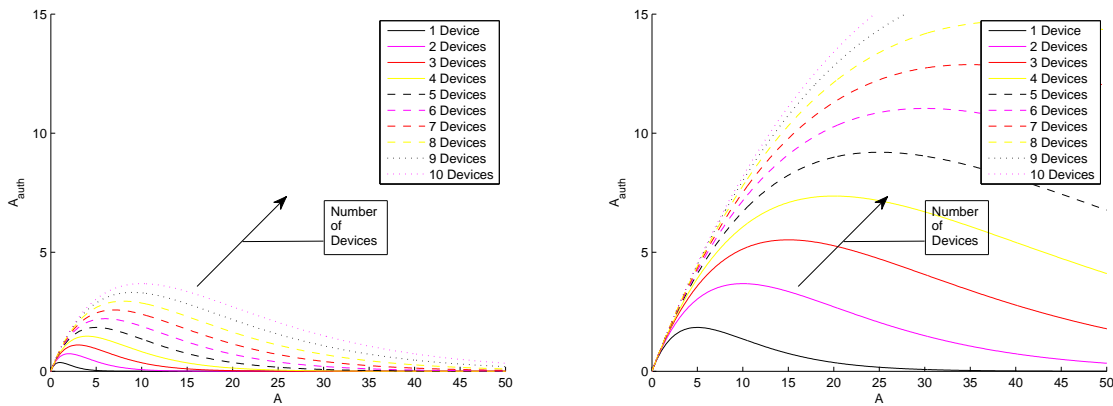 15
10
5
0
A_auth
0 5 10 15 20 25 30 35 40 45 50
A
1 Device
2 Devices
3 Devices
4 Devices
5 Devices
6 Devices
7 Devices
8 Devices
9 Devices
10 Devices
Number
of
Devices
15
10
5
0
A_auth
0 5 10 15 20 25 30 35 40 45 50
A
1 Device
2 Devices
3 Devices
4 Devices
5 Devices
6 Devices
7 Devices
8 Devices
9 Devices
10 Devices
Number
of
Devices